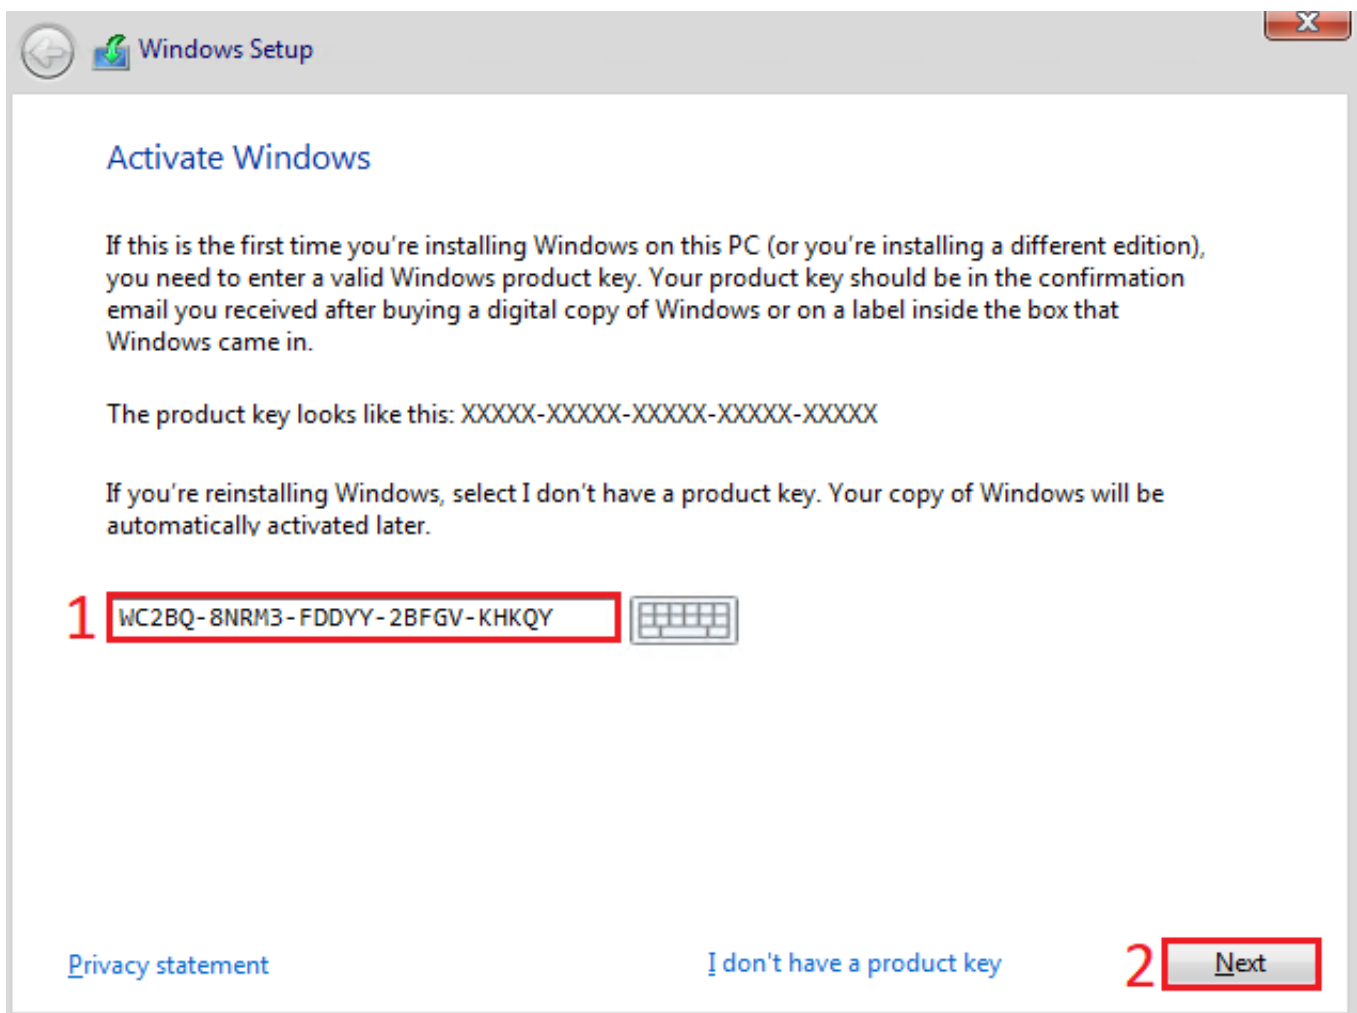 Windows Setup
Activate Windows
If this is the first time you're installing Windows on this PC (or you're installing a different edition),
you need to enter a valid Windows product key. Your product key should be in the confirmation
email you received after buying a digital copy of Windows or on a label inside the box that
Windows came in.
The product key looks like this: XXXXX-XXXXX-XXXXX-XXXXX-XXXXX
If you're reinstalling Windows, select I don't have a product key. Your copy of Windows will be
automatically activated later.
1 WC2BQ-8NRM3-FDDYY-2BFGV-KHKQY
Privacy statement I don't have a product key 2 Next